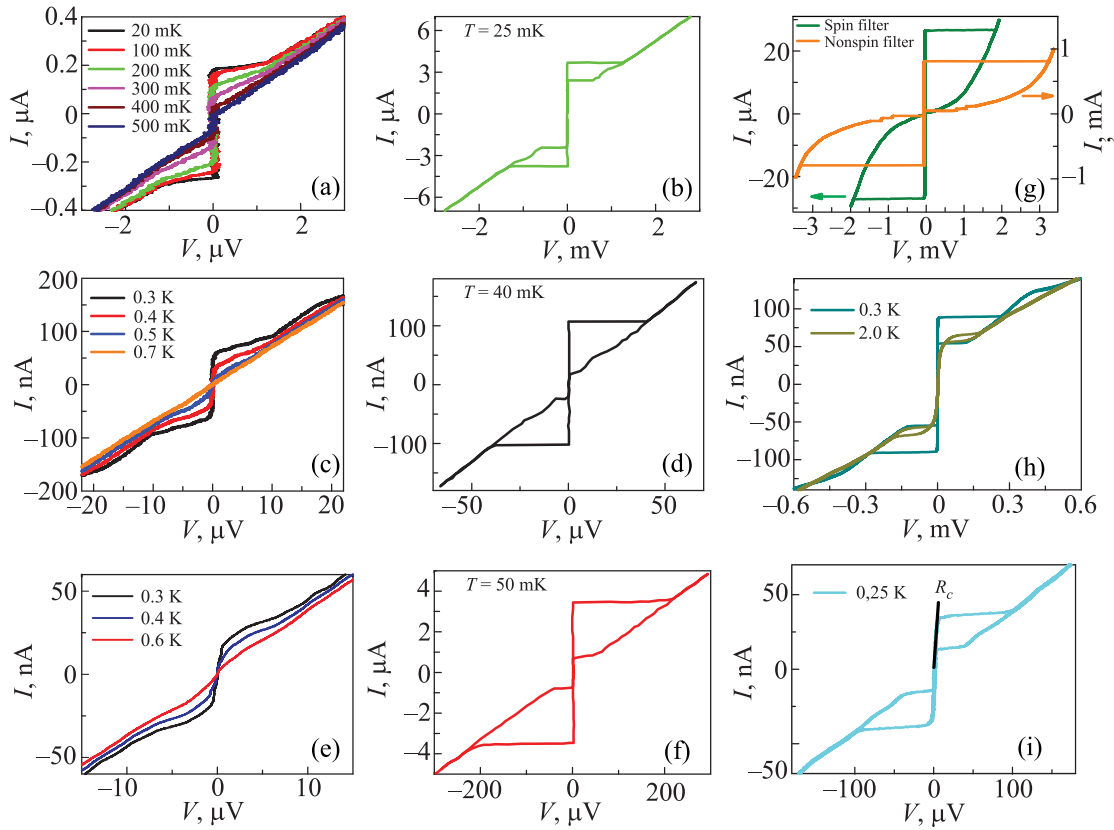 0.4
0.2
0
–0.2
–0.4
I, μA
20 mK
100 mK
200 mK
300 mK
400 mK
500 mK
(a)
–2 0 2
V, μV
6
3
0
–3
–6
I, μA
T = 25 mK
(b)
–2 0 2
V, mV
20
0
–20
I, μA
Spin filter
Nonspin filter
1
0
–1
I, mA
(g)
–3 –2 –1 0 1 2 3
V, mV
200
150
100
50
0
–100
–200
I, nA
0.3 K
0.4 K
0.5 K
0.7 K
(c)
–20 –10 0 10 20
V, μV
100
0
–100
I, nA
T = 40 mK
(d)
–50 0 50
V, μV
100
50
0
–50
–100
I, nA
0.3 K
2.0 K
(h)
–0.6 –0.3 0 0.3 0.6
V, mV
50
0
–50
I, nA
0.3 K
0.4 K
0.6 K
(e)
–10 0 10
V, μV
4
2
0
–2
–4
I, μA
T = 50 mK
(f)
–200 0 200
V, μV
50
0
50
I, nA
0,25 K
R_c
(i)
–100 0 100
V, μV